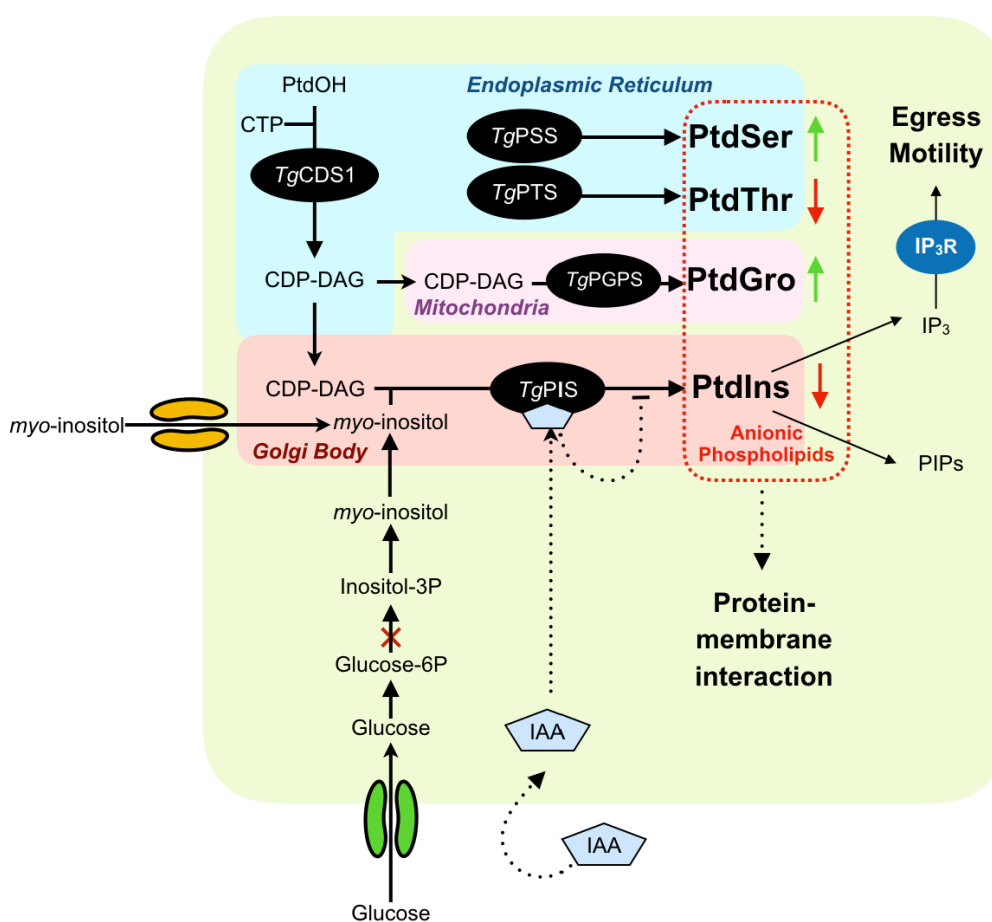 PtdOH
Endoplasmic Reticulum
CTP
TgPSS
PtdSer
Egress
Motility
TgCDS1
TgPTS
PtdThr
IP₃R
CDP-DAG
CDP-DAG
TgPGPS
PtdGro
Mitochondria
IP₃
CDP-DAG
TgPIS
PtdIns
myo-inositol
myo-inositol
Golgi Body
Anionic
Phospholipids
PIPs
myo-inositol
Inositol-3P
Protein-
membrane
interaction
Glucose-6P
Glucose
IAA
IAA
Glucose